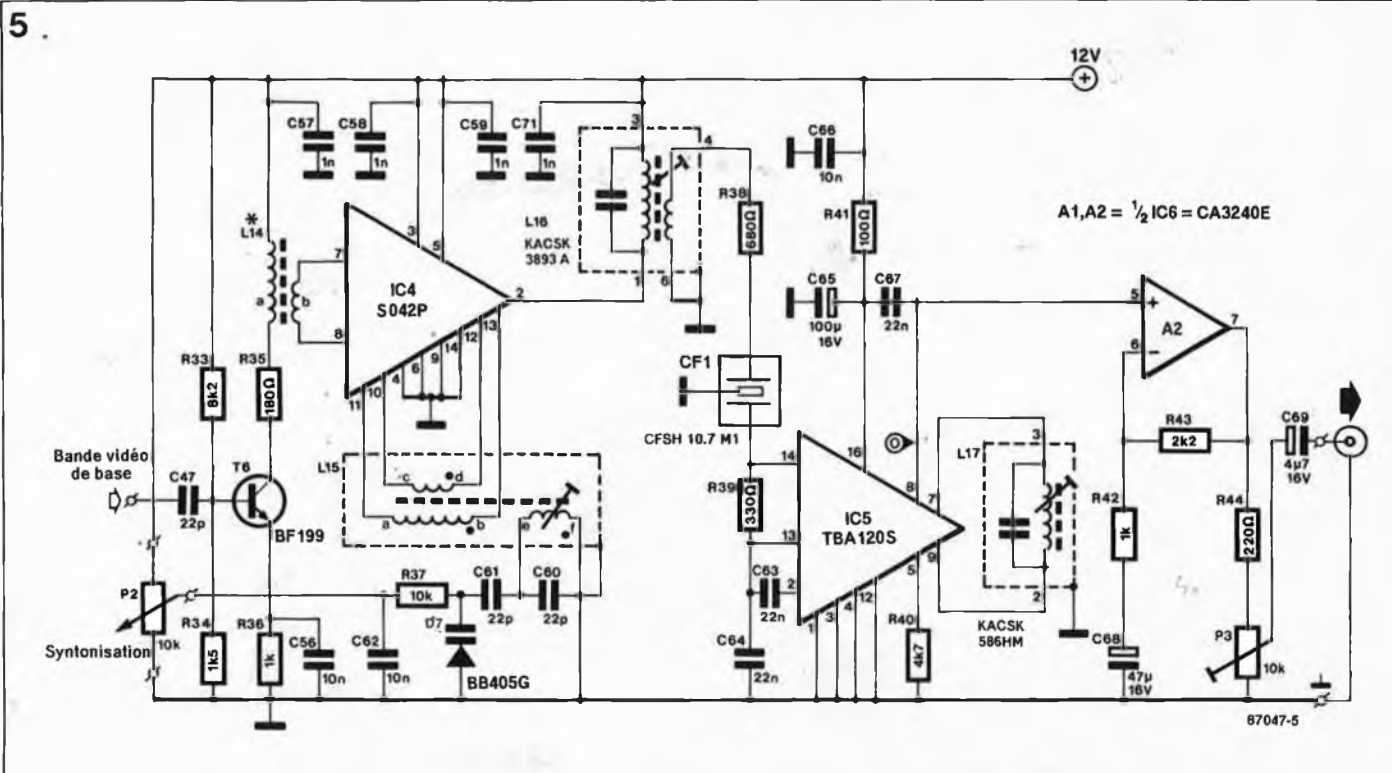 5
12V
+
C57
1n
C58
1n
C59
1n
C71
1n
3
4
1
6
L16
KACSK
3893 A
C66
10n
R38
680Ω
R41
100Ω
A1,A2 = 1/2 IC6 = CA3240E
*
L14
a
b
7
8
3
5
2
IC4
S042P
11
10
4
6
9
14
12
13
C65
100µ
16V
C67
22n
5
+
6
−
7
A2
R33
8k2
R35
180Ω
CF1
CFSH 10.7 M1
R43
2k2
C69
4µ7
16V
Bande vidéo
de base
C47
22p
T6
BF199
L15
c
d
a
b
e
f
R39
330Ω
14
13
2
16
8
7
9
5
1
3
4
12
IC5
TBA120S
L17
3
2
KACSK
586HM
R42
1k
R44
220Ω
P2
10k
Syntonisation
R34
1k5
R36
1k
C56
10n
C62
10n
R37
10k
C61
22p
C60
22p
D7
BB405G
C63
22n
C64
22n
R40
4k7
C68
47µ
16V
P3
10k
87047-5